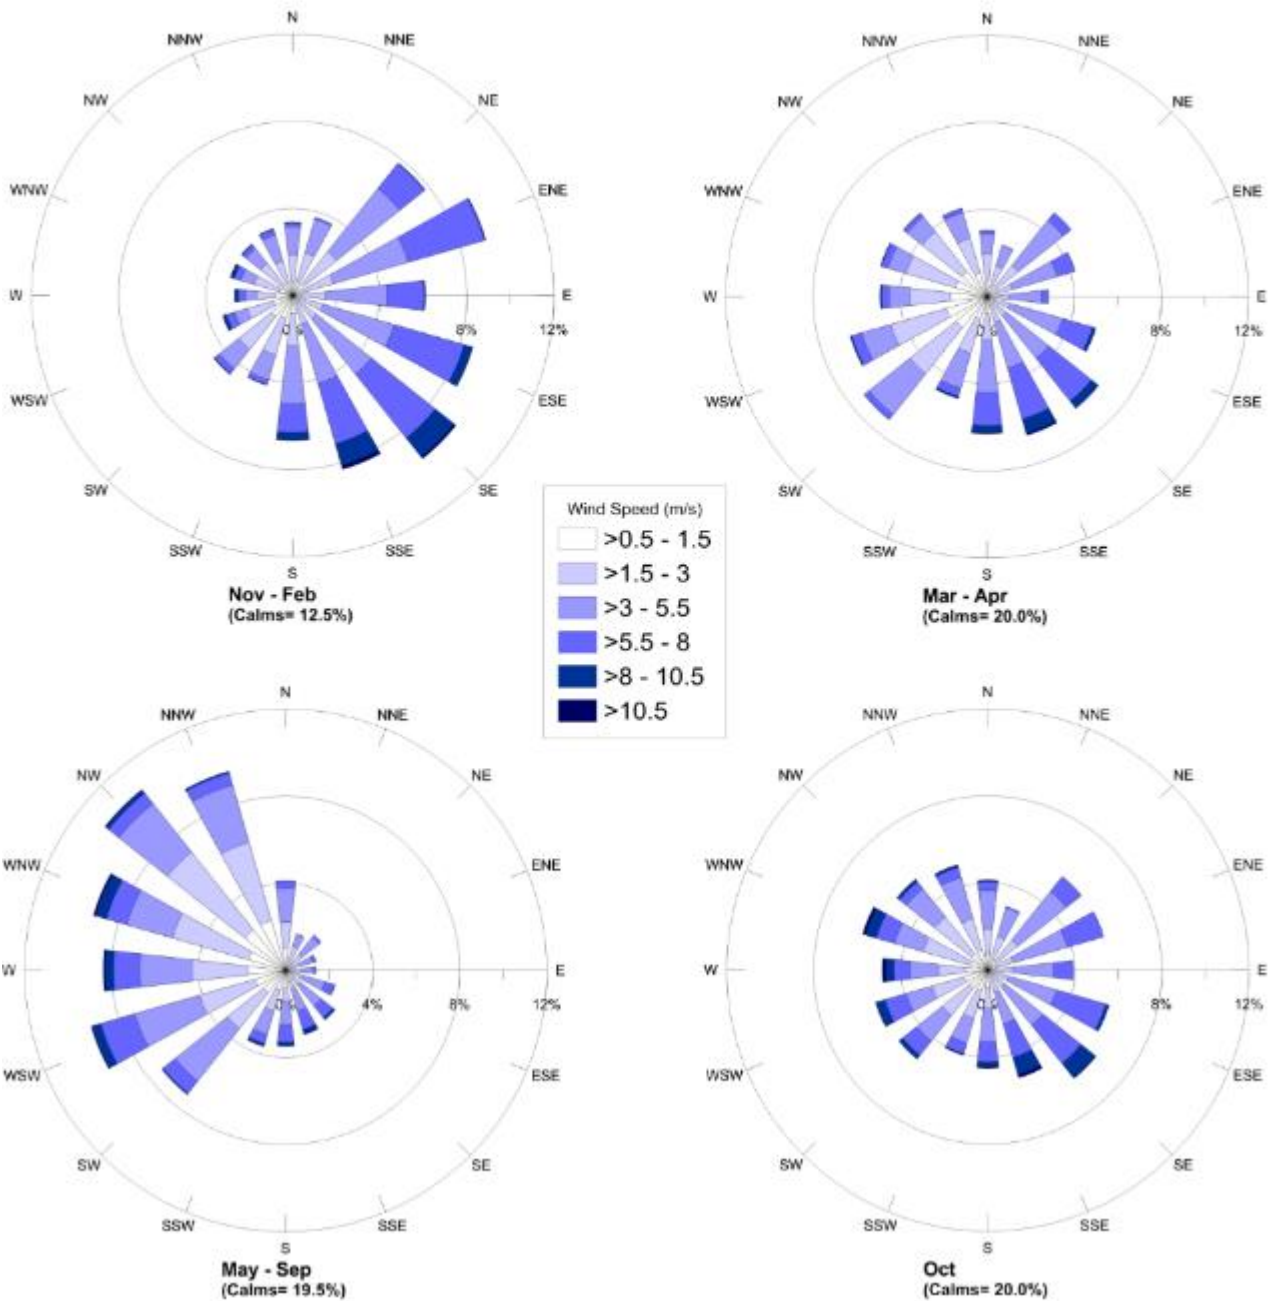 N
N
NNW
NNE
NNW
NNE
NW
NE
NW
NE
WNW
ENE
WNW
ENE
W
E
W
E
8%
12%
8%
12%
WSW
ESE
WSW
ESE
SW
SE
SW
SE
SSW
SSE
SSW
SSE
S
S
Nov - Feb
(Calms= 12.5%)
Mar - Apr
(Calms= 20.0%)
Wind Speed (m/s)
>0.5 - 1.5
>1.5 - 3
>3 - 5.5
>5.5 - 8
>8 - 10.5
>10.5
N
N
NNW
NNE
NNW
NNE
NW
NE
NW
NE
WNW
ENE
WNW
ENE
W
E
W
E
4%
8%
12%
8%
12%
WSW
ESE
WSW
ESE
SW
SE
SW
SE
SSW
SSE
SSW
SSE
S
S
May - Sep
(Calms= 19.5%)
Oct
(Calms= 20.0%)